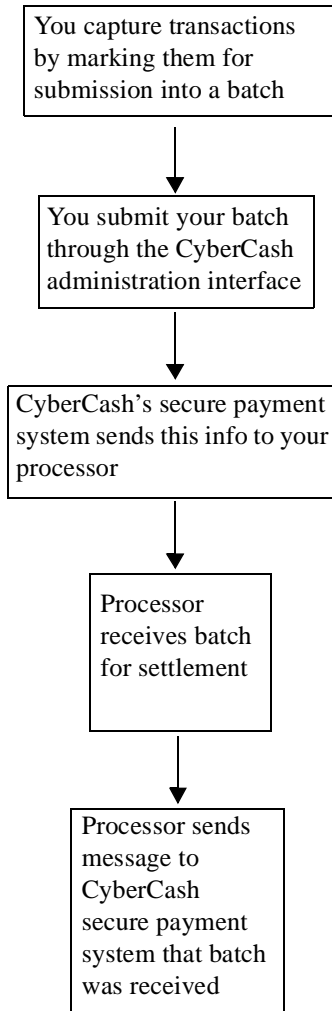 You capture transactions
by marking them for
submission into a batch
You submit your batch
through the CyberCash
administration interface
CyberCash’s secure payment
system sends this info to your
processor
Processor
receives batch
for settlement
Processor sends
message to
CyberCash
secure payment
system that batch
was received